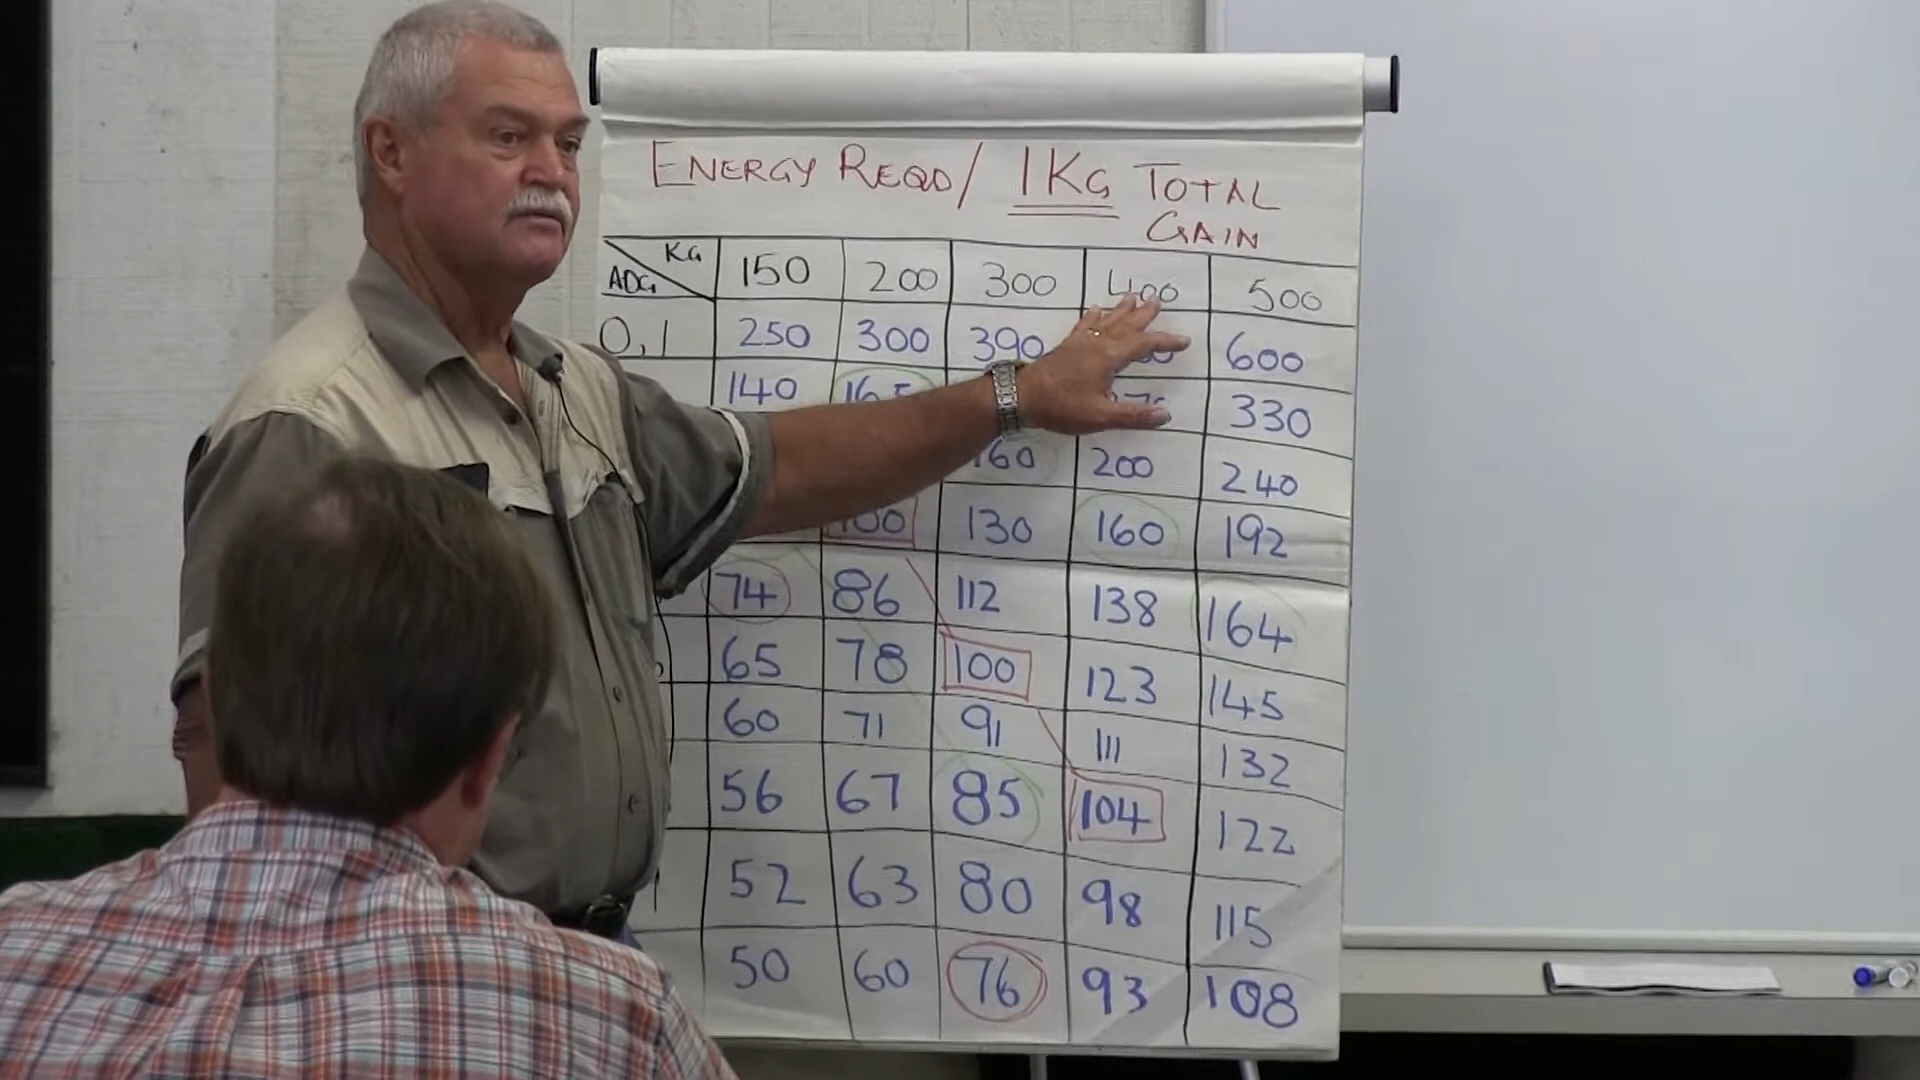 ENERGY REQD/ 1KG TOTAL
GAIN
KG
ADG 150 200 300 400 500
0,1 250 300 390 600
140 165 330
160 200 240
100 130 160 192
74 86 112 138 164
65 78 100 123 145
60 71 91 111 132
56 67 85 104 122
52 63 80 98 115
50 60 76 93 108